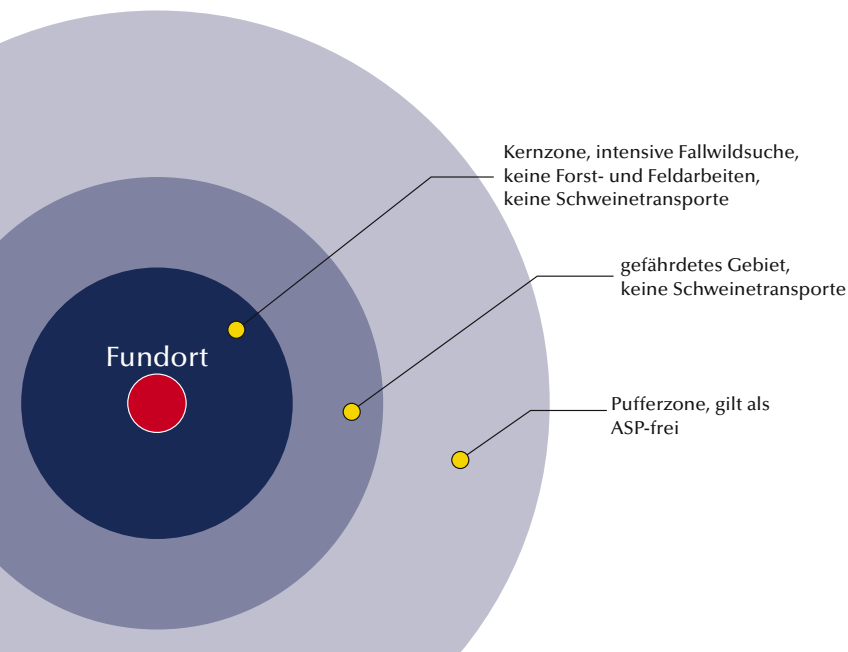 Kernzone, intensive Fallwildsuche,
keine Forst- und Feldarbeiten,
keine Schweinetransporte
gefährdetes Gebiet,
keine Schweinetransporte
Fundort
Pufferzone, gilt als
ASP-frei